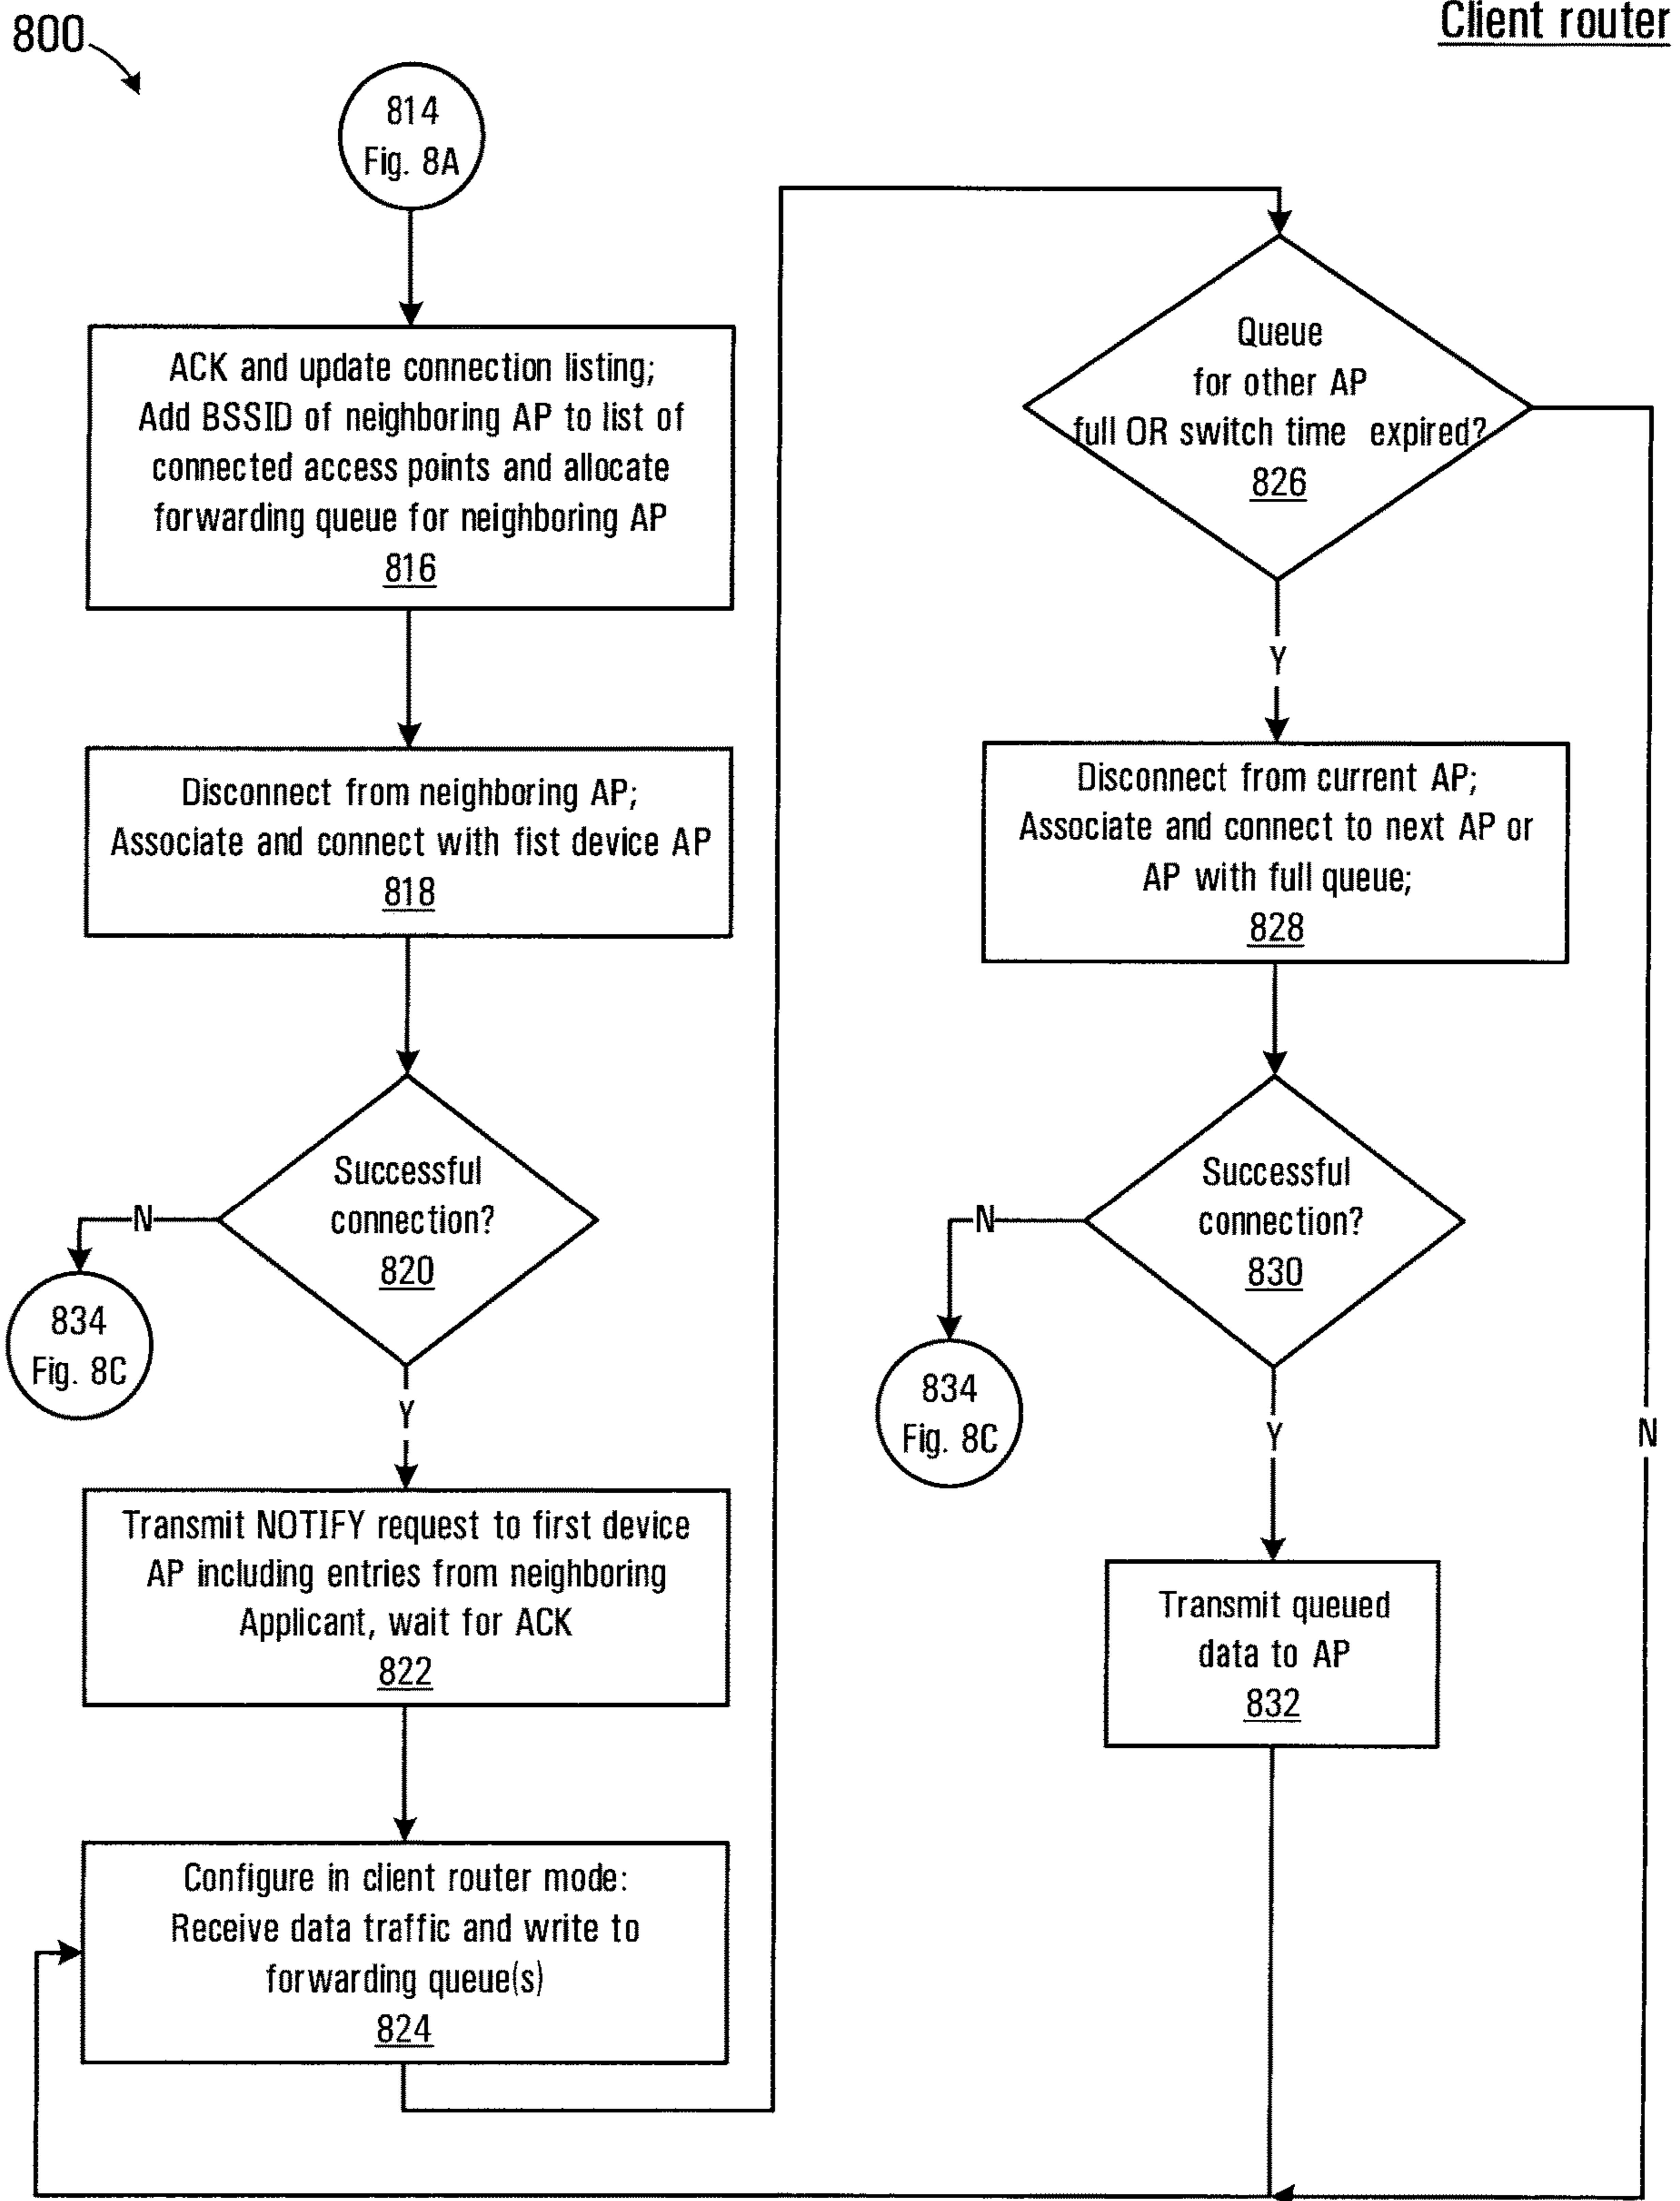 800
Client router
814
Fig. 8A
ACK and update connection listing;
Add BSSID of neighboring AP to list of
connected access points and allocate
forwarding queue for neighboring AP
816
Disconnect from neighboring AP;
Associate and connect with fist device AP
818
Successful
connection?
820
N
834
Fig. 8C
Y
Transmit NOTIFY request to first device
AP including entries from neighboring
Applicant, wait for ACK
822
Configure in client router mode:
Receive data traffic and write to
forwarding queue(s)
824
Queue
for other AP
full OR switch time expired?
826
Y
N
Disconnect from current AP;
Associate and connect to next AP or
AP with full queue;
828
Successful
connection?
830
N
834
Fig. 8C
Y
Transmit queued
data to AP
832